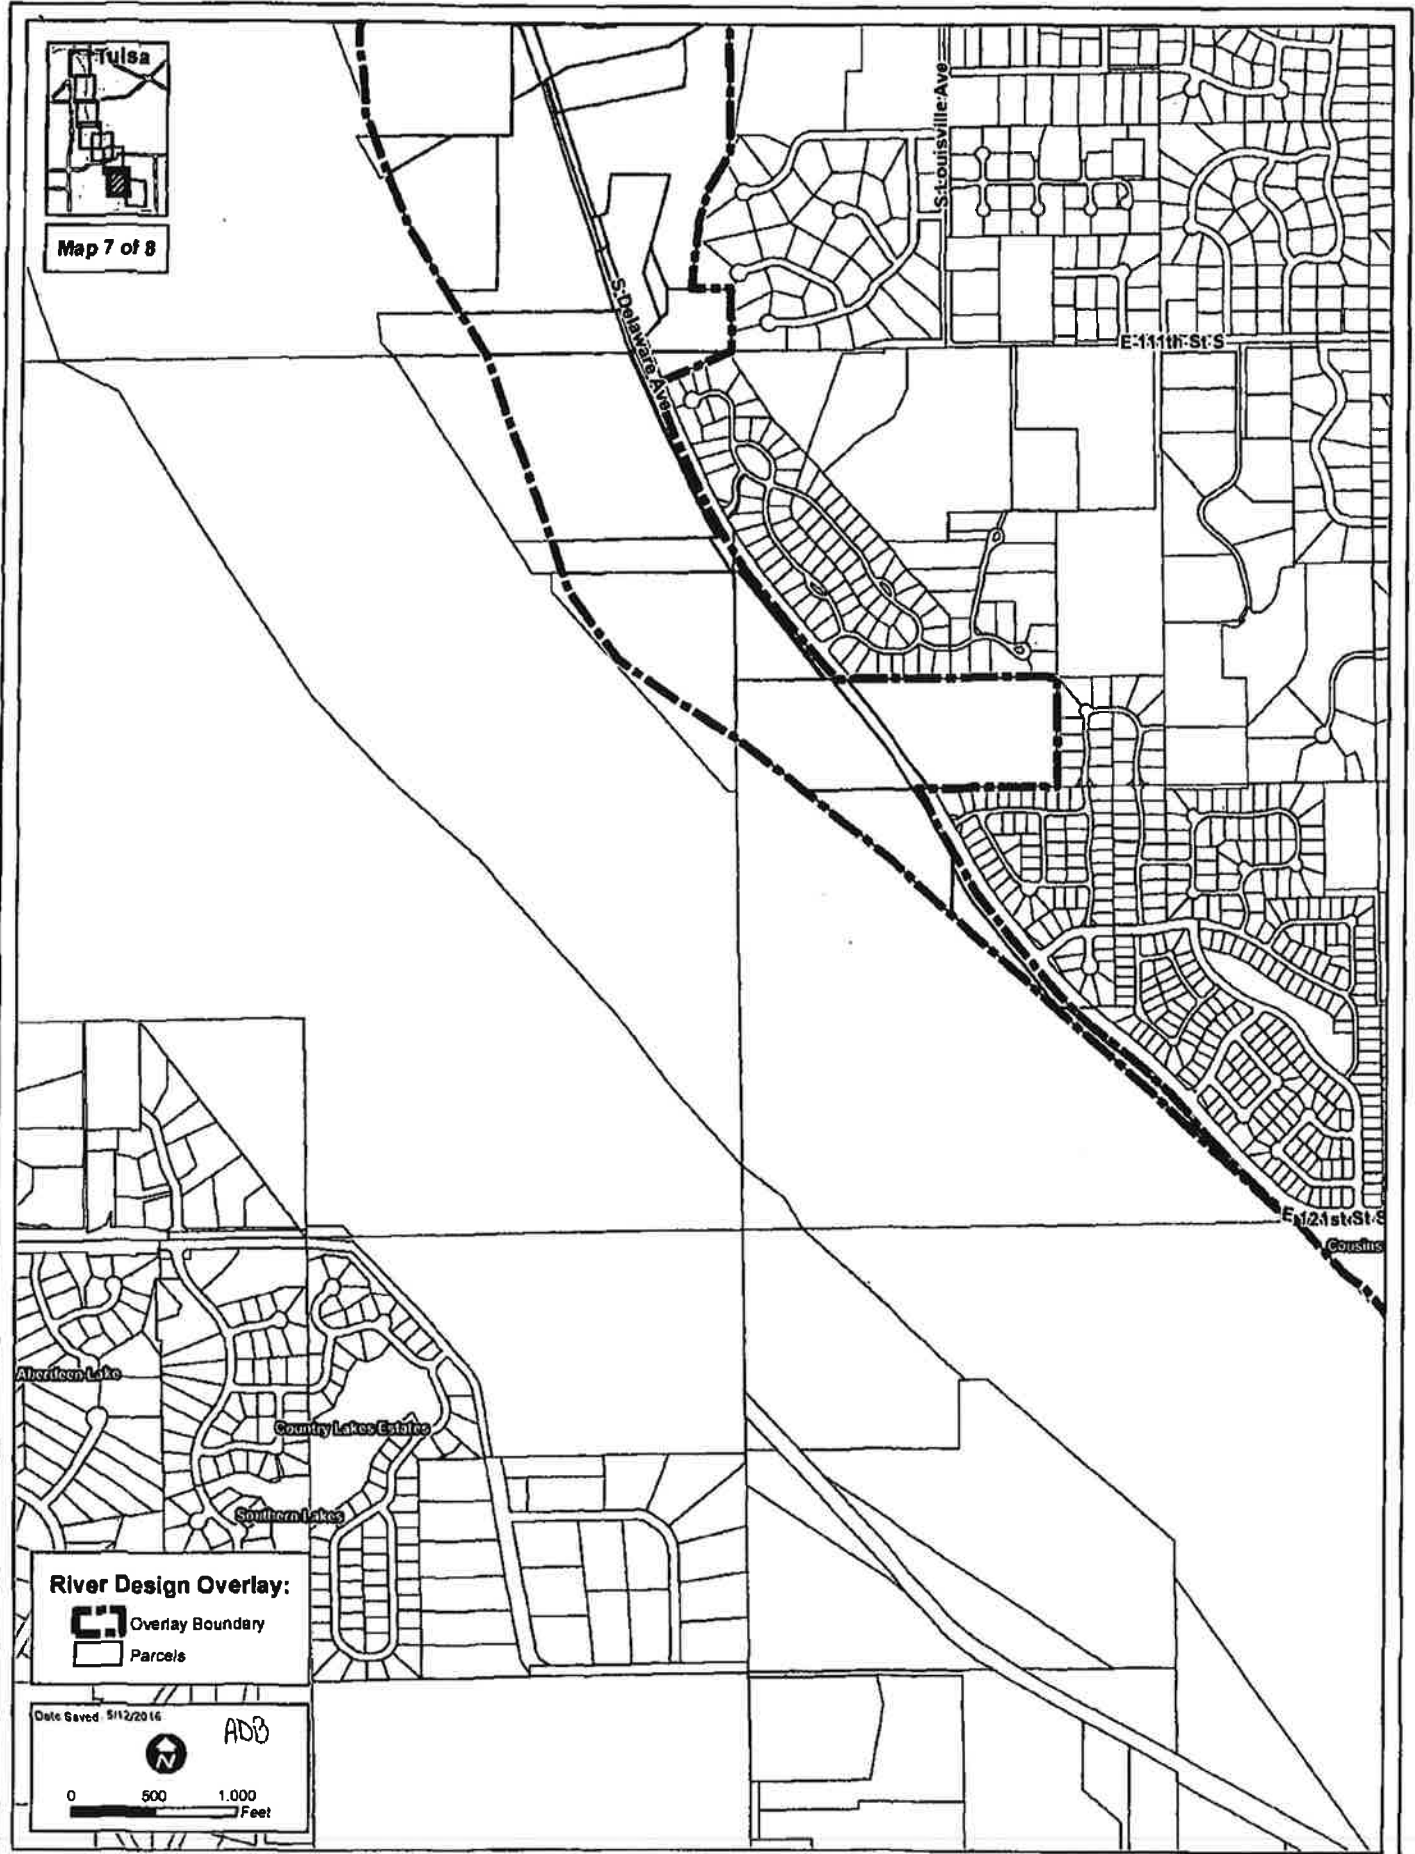 Tulsa
Map 7 of 8
S Louisville Ave
S Delaware Ave
E 111th St S
E 121st St S
Cousins
Aberdeen Lake
Country Lakes Estates
Southern Lakes
River Design Overlay:
Overlay Boundary
Parcels
Date Saved: 5/12/2016
ADB
N
0 500 1,000
Feet